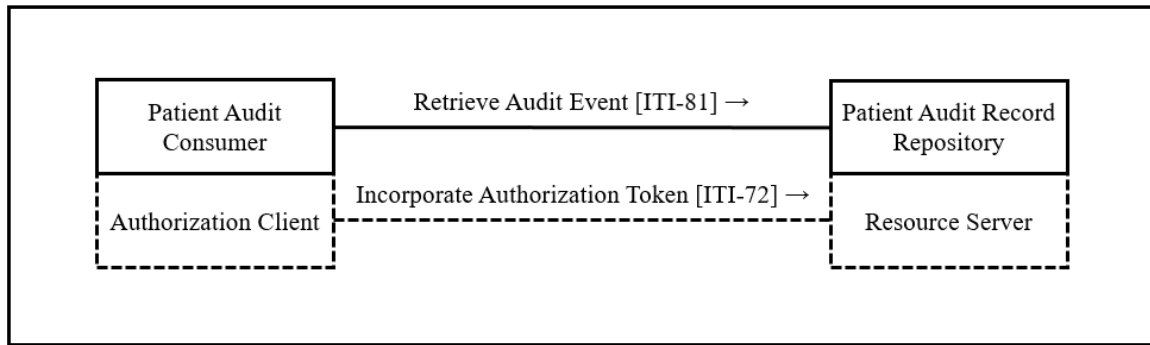 Patient Audit
Consumer
Retrieve Audit Event [ITI-81] →
Patient Audit Record
Repository
Authorization Client
Incorporate Authorization Token [ITI-72] →
Resource Server